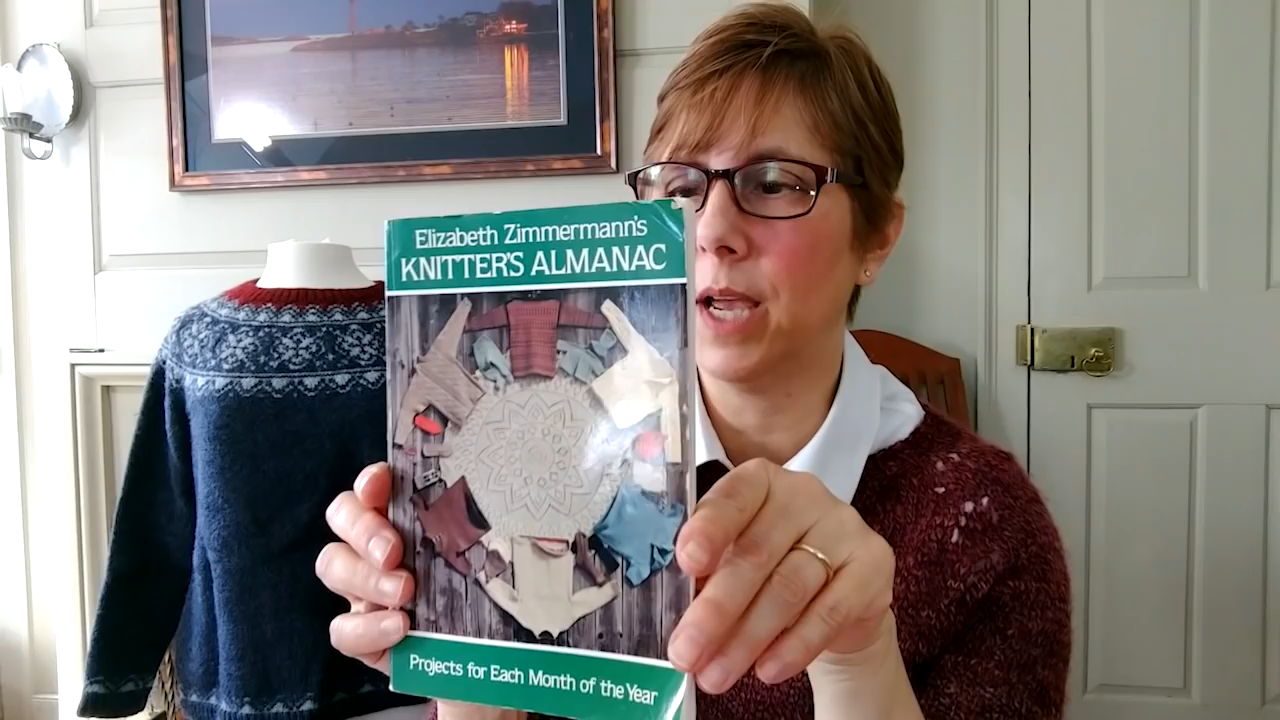 Elizabeth Zimmermann's
KNITTER'S ALMANAC
Projects for Each Month of the Year